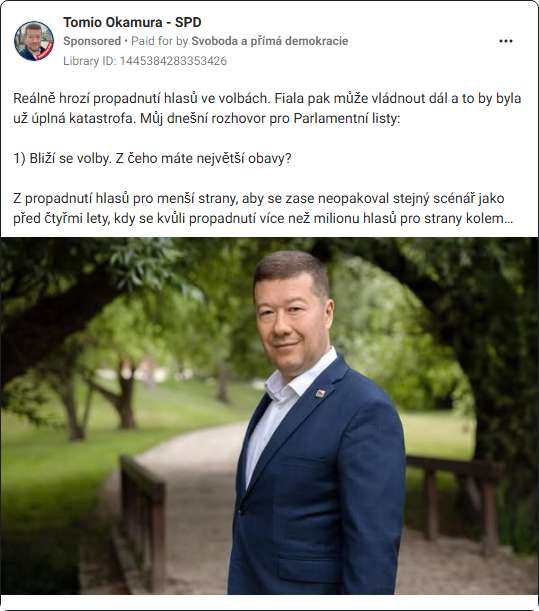 Tomio Okamura - SPD
Sponsored • Paid for by Svoboda a přímá demokracie
Library ID: 1445384283353426
Reálně hrozí propadnutí hlasů ve volbách. Fiala pak může vládnout dál a to by byla
už úplná katastrofa. Můj dnešní rozhovor pro Parlamentní listy:
1) Bliží se volby. Z čeho máte největší obavy?
Z propadnutí hlasů pro menší strany, aby se zase neopakoval stejný scénář jako
před čtyřmi lety, kdy se kvůli propadnutí více než milionu hlasů pro strany kolem…